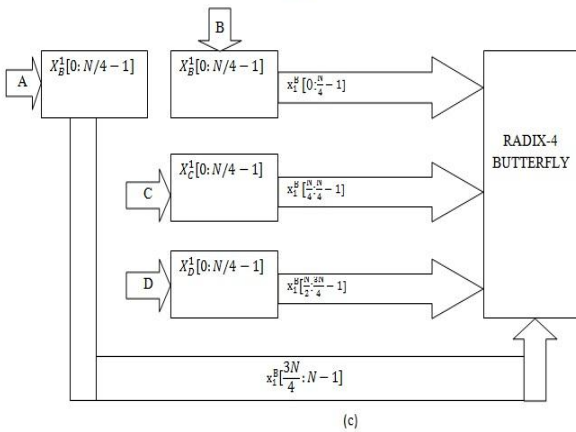 B
A
X_B^1[0: N/4 − 1]
X_B^1[0: N/4 − 1]
x_1^B [0:N/4 − 1]
RADIX-4
BUTTERFLY
C
X_C^1[0: N/4 − 1]
x_1^B [N/4:N/4 − 1]
D
X_D^1[0: N/4 − 1]
x_1^B[N/2:3N/4 − 1]
x_1^B[3N/4: N − 1]
(c)